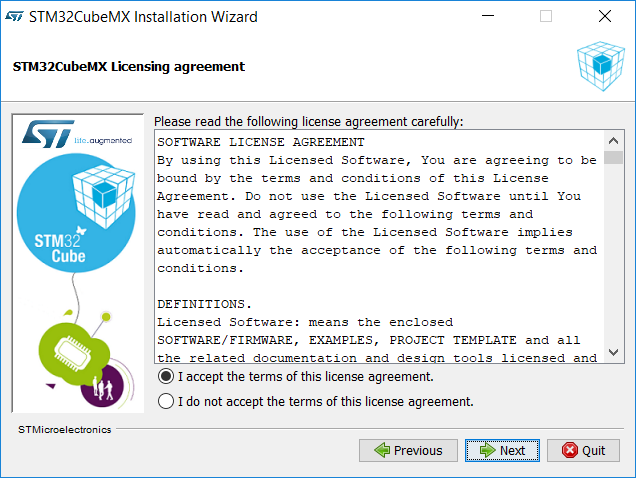 STM32CubeMX Installation Wizard
STM32CubeMX Licensing agreement
Please read the following license agreement carefully:
ST life.augmented
STM32
Cube
SOFTWARE LICENSE AGREEMENT
By using this Licensed Software, You are agreeing to be
bound by the terms and conditions of this License
Agreement. Do not use the Licensed Software until You
have read and agreed to the following terms and
conditions. The use of the Licensed Software implies
automatically the acceptance of the following terms and
conditions.
DEFINITIONS.
Licensed Software: means the enclosed
SOFTWARE/FIRMWARE, EXAMPLES, PROJECT TEMPLATE and all
the related documentation and design tools licensed and
I accept the terms of this license agreement.
I do not accept the terms of this license agreement.
STMicroelectronics
Previous
Next
Quit